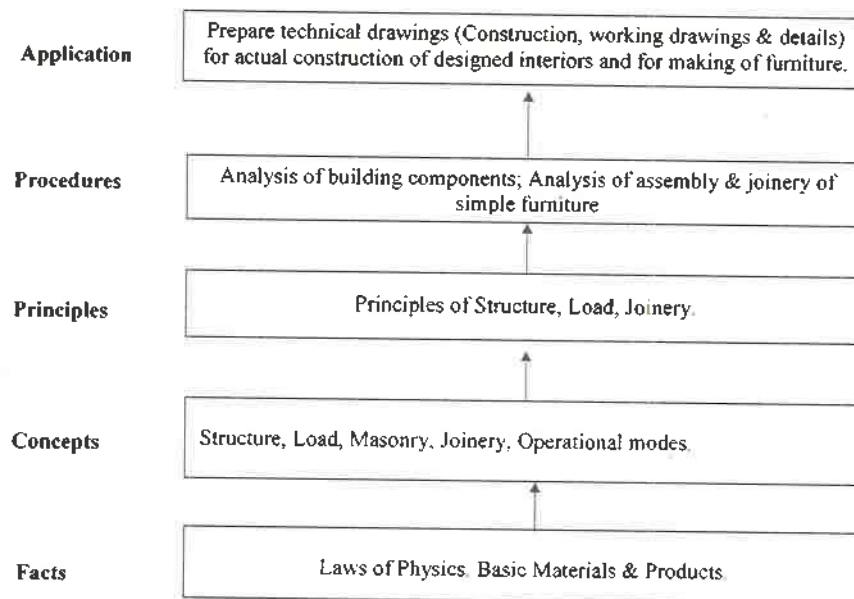 Application
Prepare technical drawings (Construction, working drawings & details)
for actual construction of designed interiors and for making of furniture.
Procedures
Analysis of building components; Analysis of assembly & joinery of
simple furniture
Principles
Principles of Structure, Load, Joinery.
Concepts
Structure, Load, Masonry, Joinery, Operational modes.
Facts
Laws of Physics. Basic Materials & Products.